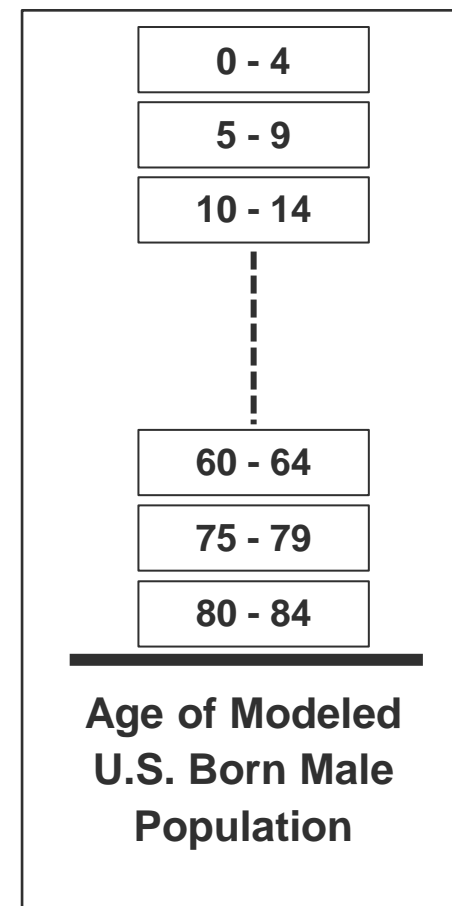 0 - 4
5 - 9
10 - 14
60 - 64
75 - 79
80 - 84
Age of Modeled
U.S. Born Male
Population